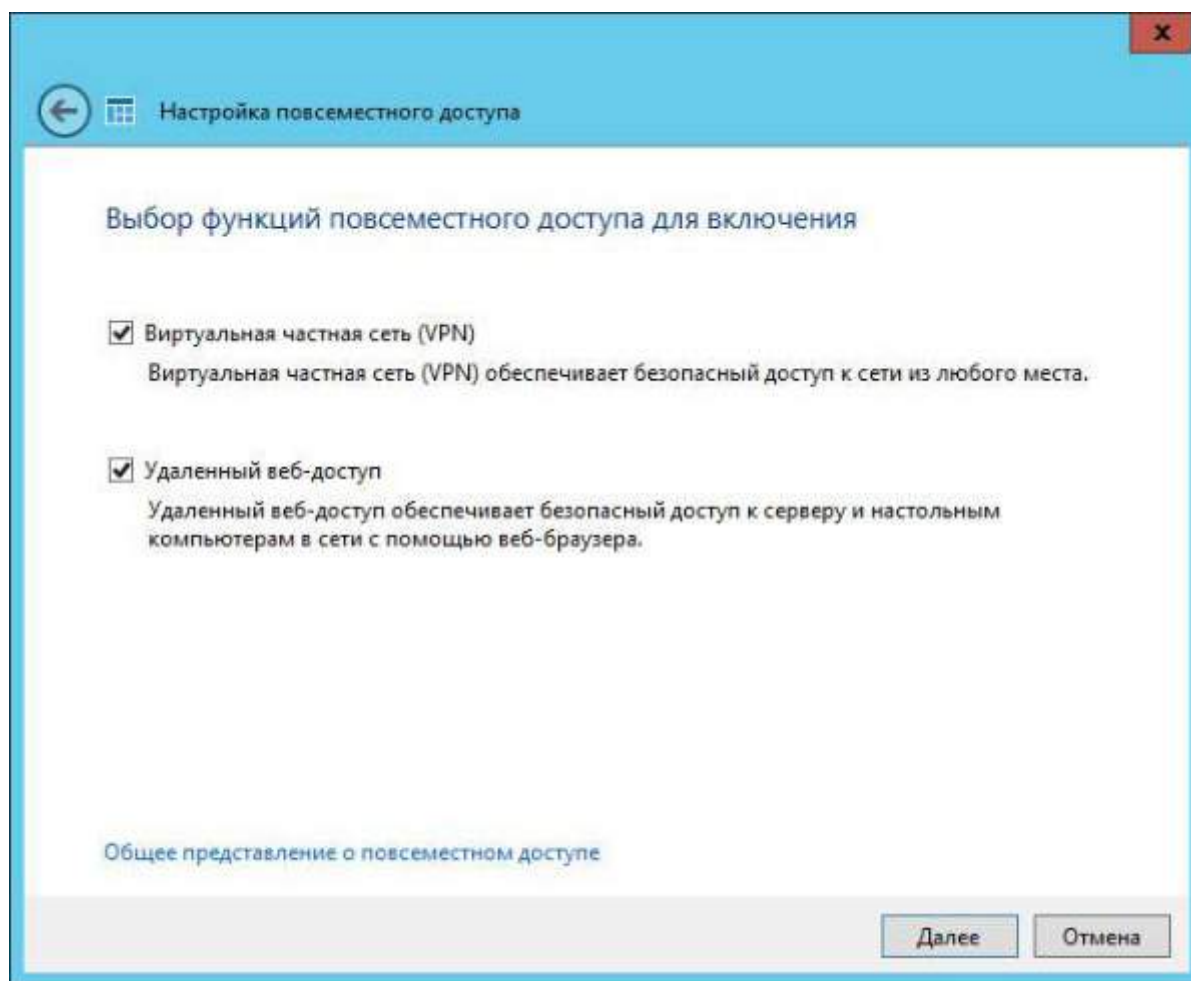 x
Настройка повсеместного доступа
Выбор функций повсеместного доступа для включения
Виртуальная частная сеть (VPN)
Виртуальная частная сеть (VPN) обеспечивает безопасный доступ к сети из любого места.
Удаленный веб-доступ
Удаленный веб-доступ обеспечивает безопасный доступ к серверу и настольным
компьютерам в сети с помощью веб-браузера.
Общее представление о повсеместном доступе
Далее Отмена